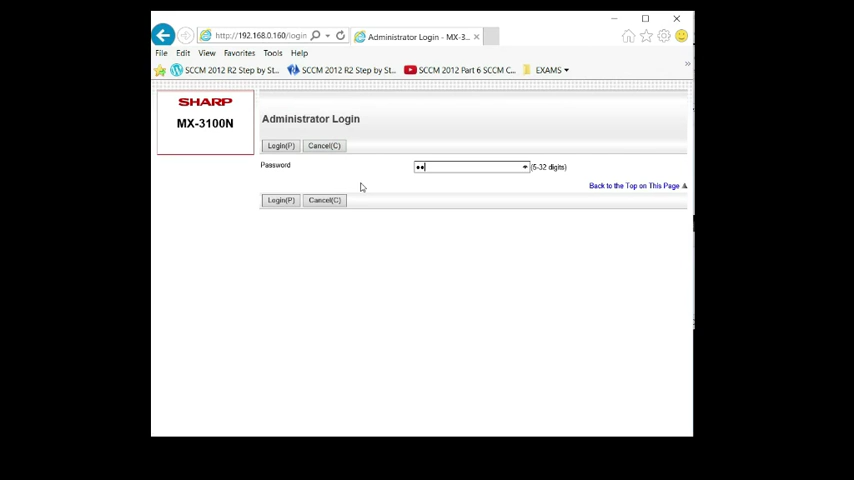 http://192.168.0.160/login
Administrator Login - MX-3...
File Edit View Favorites Tools Help
SCCM 2012 R2 Step by St... SCCM 2012 R2 Step by St... SCCM 2012 Part 6 SCCM C... EXAMS
»
SHARP
MX-3100N
Administrator Login
Login(P) Cancel(C)
Password ●● (5-32 digits)
Back to the Top on This Page ▲
Login(P) Cancel(C)